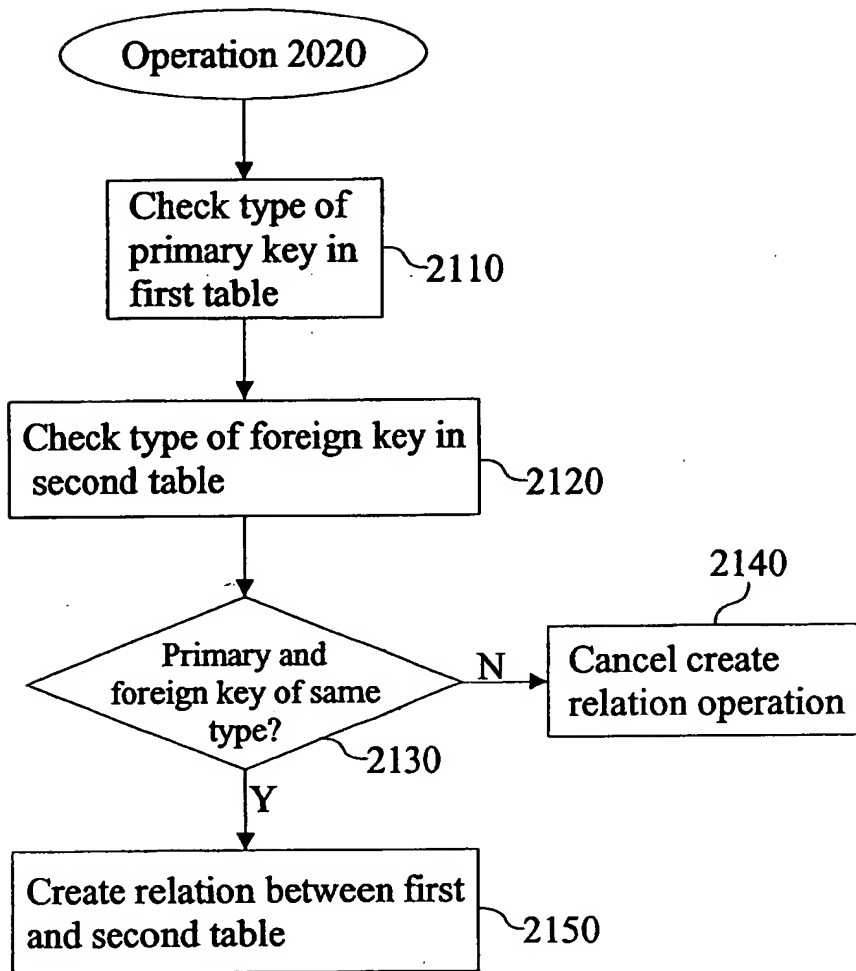 Operation 2020
Check type of
primary key in
first table
2110
Check type of foreign key in
second table
2120
Primary and
foreign key of same
type?
2130
N
2140
Cancel create
relation operation
Y
Create relation between first
and second table
2150